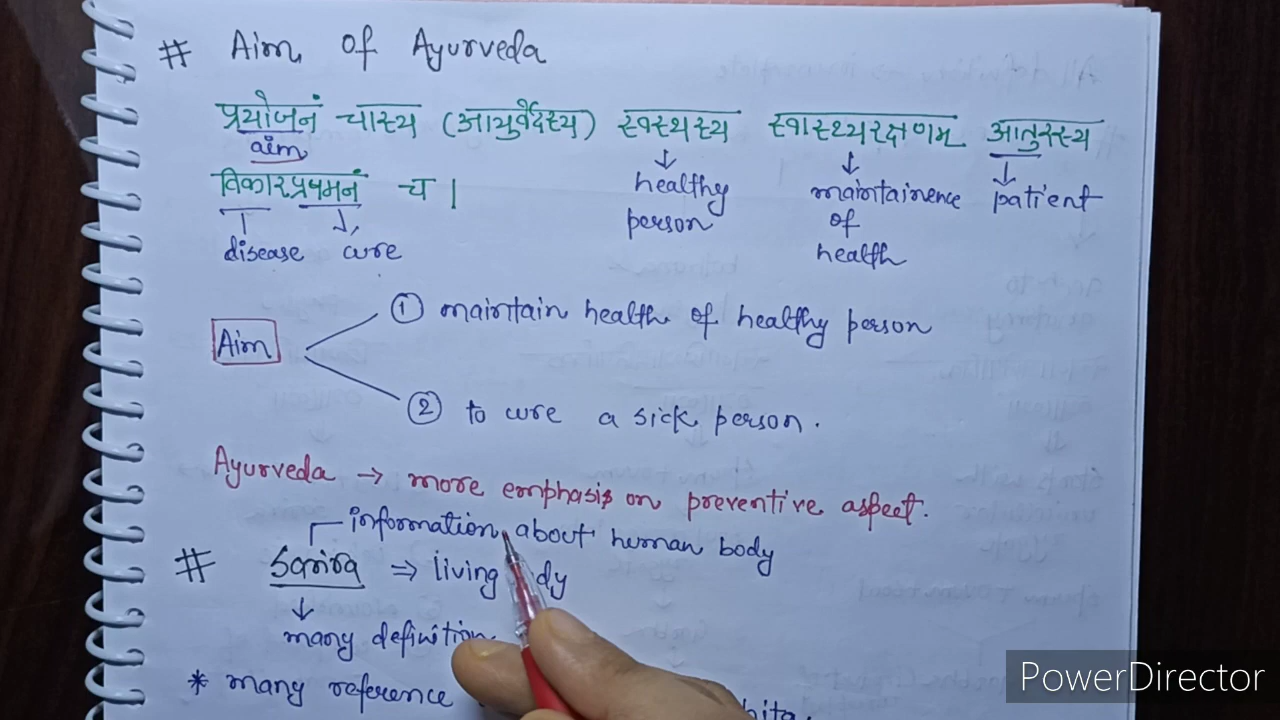 # Aim of Ayurveda
प्रयोजनं चास्य (आयुर्वेदस्य) स्वस्थस्य स्वास्थ्यरक्षणम् आतुरस्य
aim
विकारप्रषमनं च |
healthy person
maintainence of health
patient
disease cure
Aim
① maintain health of healthy person
② to cure a sick person.
Ayurveda → more emphasis on preventive aspect.
information about human body
# Sarira ⇒ living dy
many definition
* many reference
PowerDirector